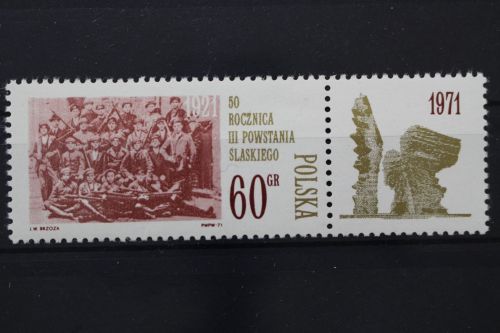 1921
50
ROCZNICA
III POWSTANIA
ŚLĄSKIEGO
60 GR
POLSKA
J.W. BRZOZA
PWPW-71
1971